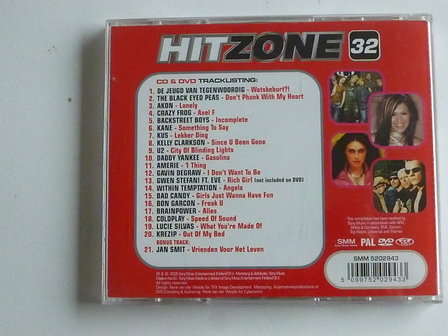 HITZONE 32
CD & DVD TRACKLISTING:
1. DE JEUGD VAN TEGENWOORDIG - Watskeburt?!
2. THE BLACK EYED PEAS - Don't Phunk With My Heart
3. AKON - Lonely
4. CRAZY FROG - Axel F
5. BACKSTREET BOYS - Incomplete
6. KANE - Something To Say
7. KUS - Lekker Ding
8. KELLY CLARKSON - Since U Been Gone
9. U2 - City Of Blinding Lights
10. DADDY YANKEE - Gasolina
11. AMERIE - 1 Thing
12. GAVIN DEGRAW - I Don't Want To Be
13. GWEN STEFANI FT. EVE - Rich Girl (not included on DVD)
14. WITHIN TEMPTATION - Angels
15. BAD CANDY - Girls Just Wanna Have Fun
16. BON GARCON - Freak U
17. BRAINPOWER - Alles
18. COLDPLAY - Speed Of Sound
19. LUCIE SILVAS - What You're Made Of
20. KREZIP - Out Of My Bed
BONUS TRACK:
21. JAN SMIT - Vrienden Voor Het Leven
SMM PAL DVD
SMM 5202943
5 099752 029433